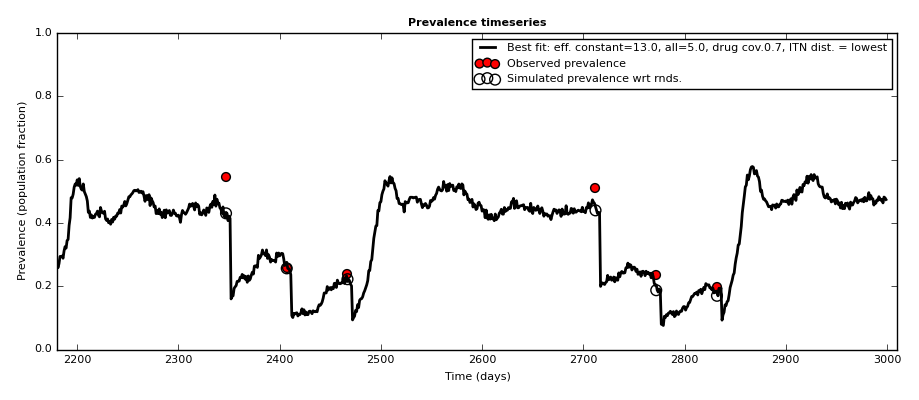 Prevalence timeseries
Best fit: eff. constant=13.0, all=5.0, drug cov.0.7, ITN dist. = lowest
Observed prevalence
Simulated prevalence wrt rnds.
Prevalence (population fraction)
1.0
0.8
0.6
0.4
0.2
0.0
2200 2300 2400 2500 2600 2700 2800 2900 3000
Time (days)